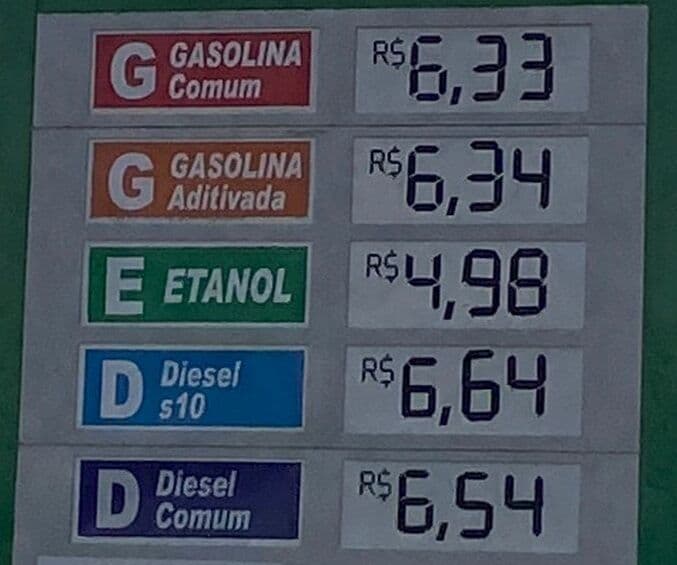 G GASOLINA Comum R$ 6,33
G GASOLINA Aditivada R$ 6,34
E ETANOL R$ 4,98
D Diesel s10 R$ 6,64
D Diesel Comum R$ 6,54